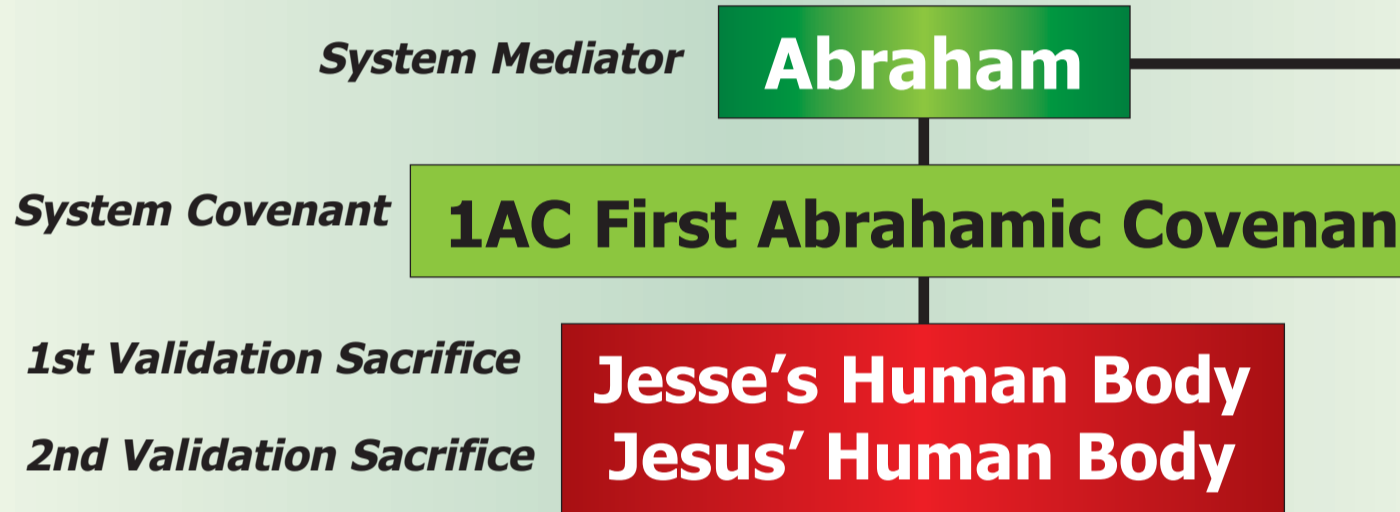 System Mediator
Abraham
System Covenant
1AC First Abrahamic Covenan
1st Validation Sacrifice
Jesse’s Human Body
2nd Validation Sacrifice
Jesus’ Human Body